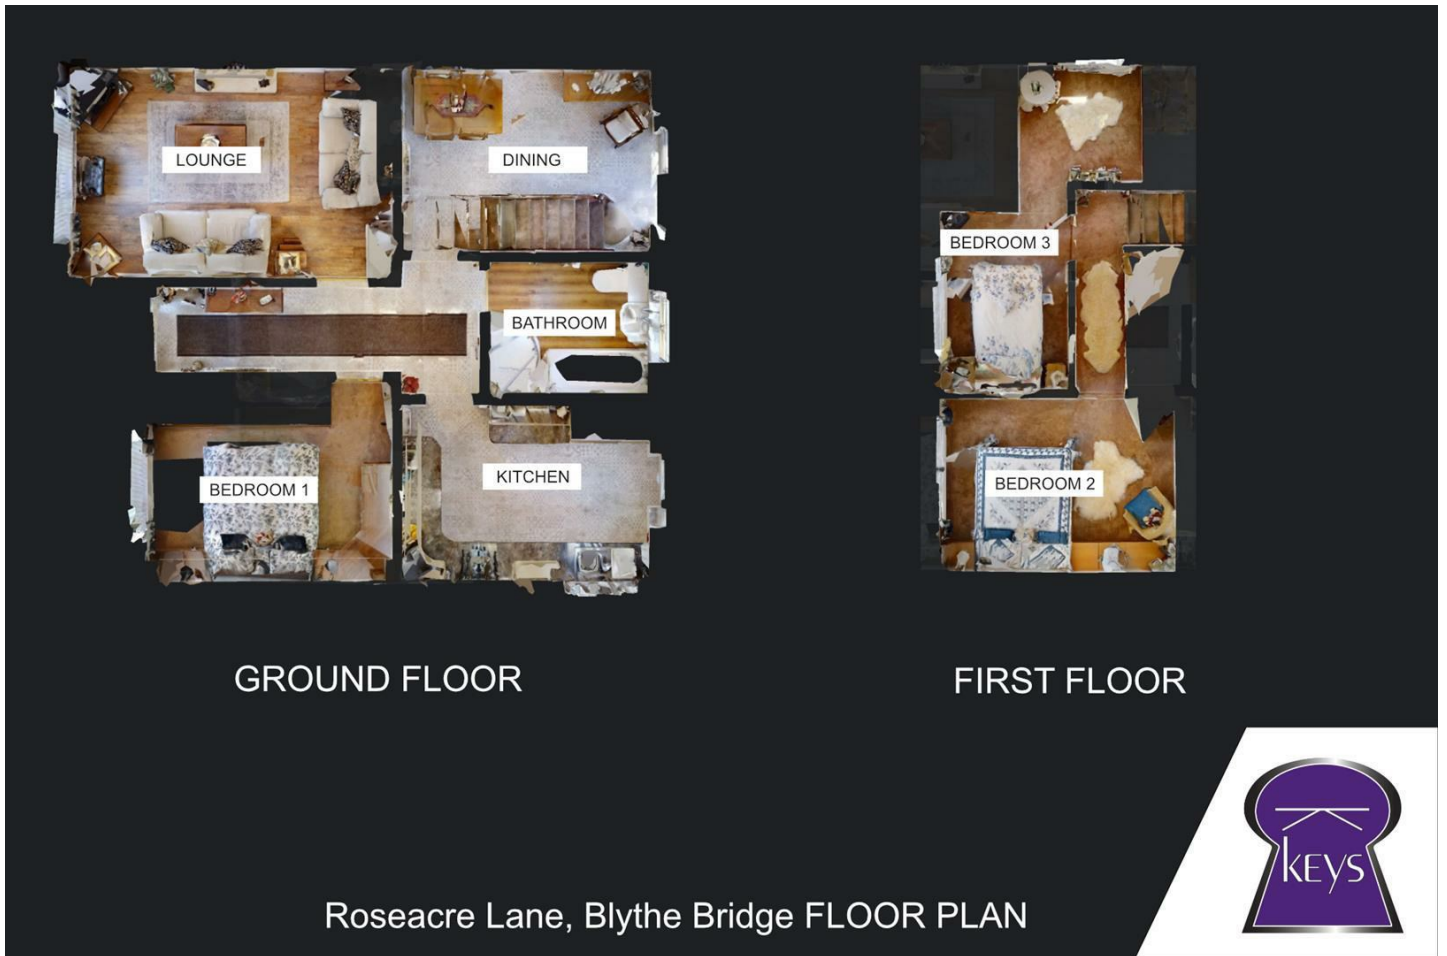 LOUNGE
DINING
BATHROOM
BEDROOM 1
KITCHEN
BEDROOM 3
BEDROOM 2
GROUND FLOOR
FIRST FLOOR
Roseacre Lane, Blythe Bridge FLOOR PLAN
kEys